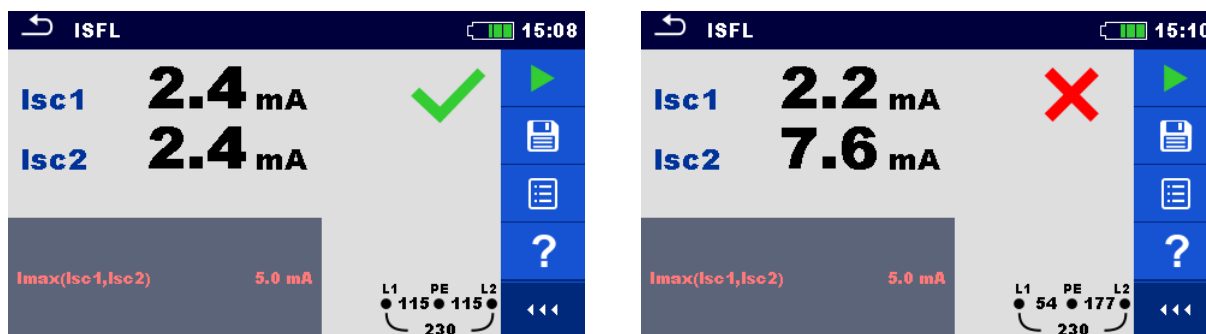 ISFL 15:08
Isc1 2.4 mA
Isc2 2.4 mA
?
Imax(Isc1,Isc2) 5.0 mA
L1 PE L2
115 115
230
ISFL 15:10
Isc1 2.2 mA
Isc2 7.6 mA
?
Imax(Isc1,Isc2) 5.0 mA
L1 PE L2
54 177
230